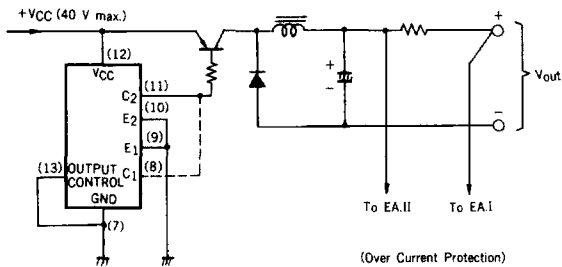 +VCC (40 V max.)
(12)
VCC
(11)
C2
(10)
E2
(9)
E1
(8)
C1
(13)
OUTPUT
CONTROL
GND
(7)
+
−
+
−
Vout
To EA.II
To EA.I
(Over Current Protection)